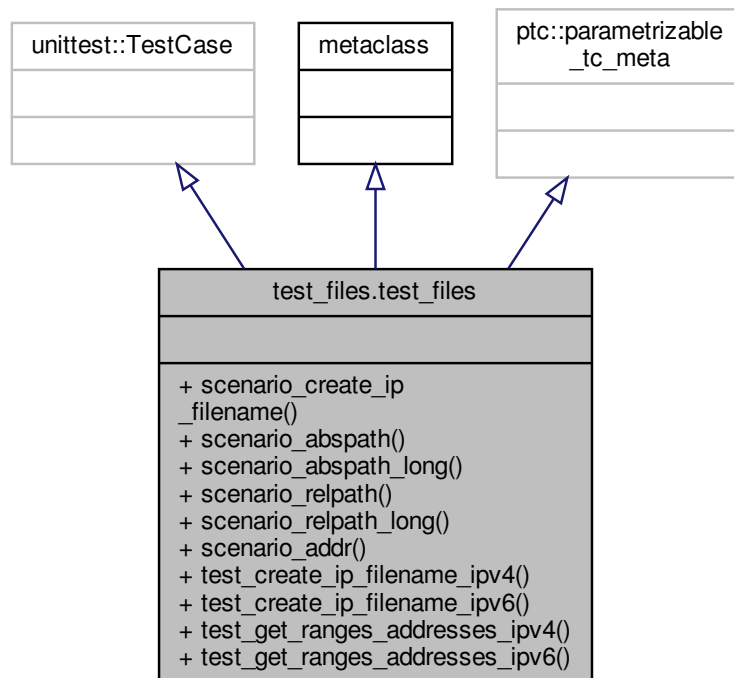 unittest::TestCase
metaclass
ptc::parametrizable
_tc_meta
test_files.test_files
+ scenario_create_ip
_filename()
+ scenario_abspath()
+ scenario_abspath_long()
+ scenario_relpath()
+ scenario_relpath_long()
+ scenario_addr()
+ test_create_ip_filename_ipv4()
+ test_create_ip_filename_ipv6()
+ test_get_ranges_addresses_ipv4()
+ test_get_ranges_addresses_ipv6()